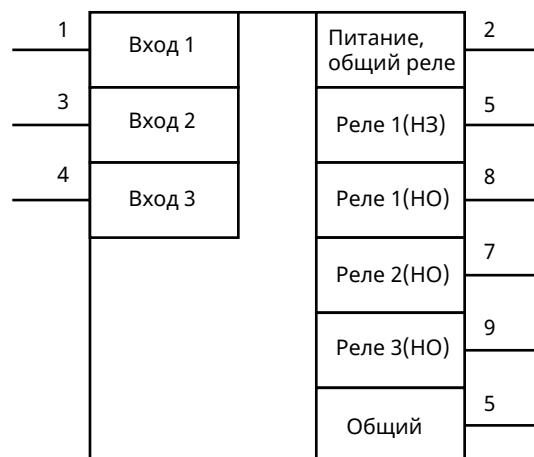 1
Вход 1
Питание,
общий реле
2
3
Вход 2
Реле 1(НЗ)
5
4
Вход 3
Реле 1(НО)
8
Реле 2(НО)
7
Реле 3(НО)
9
Общий
5